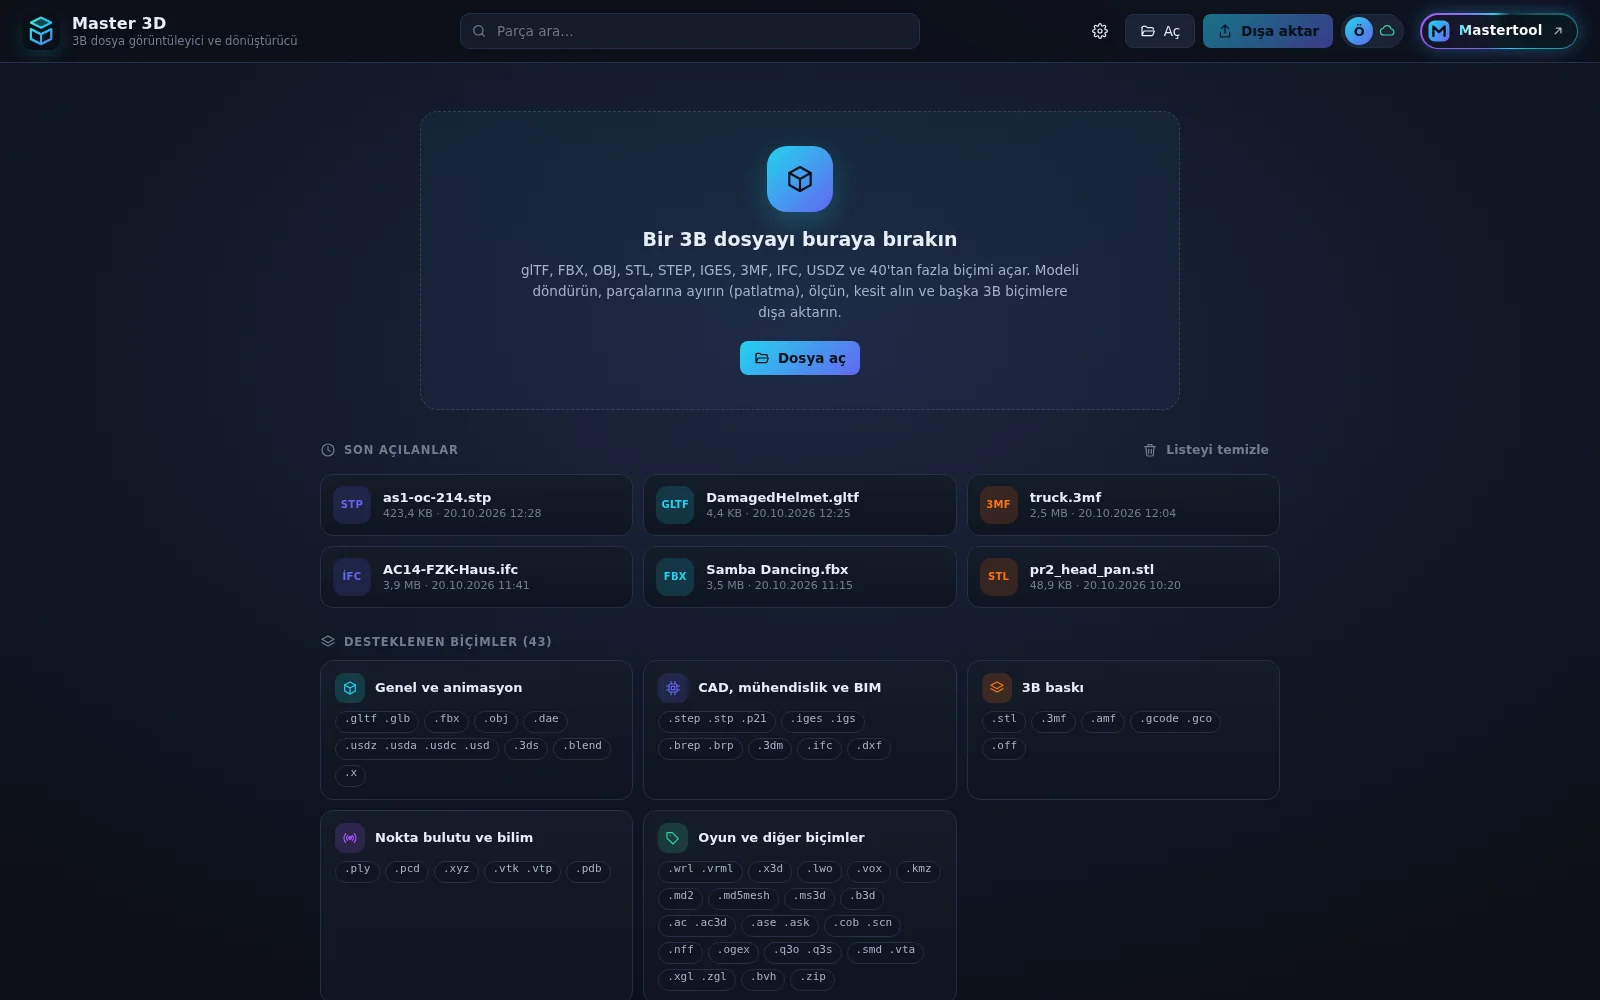 Master 3D
3B dosya görüntüleyici ve dönüştürücü
Parça ara…
Aç
Dışa aktar
Ö
Mastertool
Bir 3B dosyayı buraya bırakın
glTF, FBX, OBJ, STL, STEP, IGES, 3MF, IFC, USDZ ve 40'tan fazla biçimi açar. Modeli
döndürün, parçalarına ayırın (patlatma), ölçün, kesit alın ve başka 3B biçimlere
dışa aktarın.
Dosya aç
SON AÇILANLAR
Listeyi temizle
STP
as1-oc-214.stp
423,4 KB · 20.10.2026 12:28
GLTF
DamagedHelmet.gltf
4,4 KB · 20.10.2026 12:25
3MF
truck.3mf
2,5 MB · 20.10.2026 12:04
İFC
AC14-FZK-Haus.ifc
3,9 MB · 20.10.2026 11:41
FBX
Samba Dancing.fbx
3,5 MB · 20.10.2026 11:15
STL
pr2_head_pan.stl
48,9 KB · 20.10.2026 10:20
DESTEKLENEN BİÇİMLER (43)
Genel ve animasyon
.gltf .glb .fbx .obj .dae
.usdz .usda .usdc .usd .3ds .blend
.x
CAD, mühendislik ve BIM
.step .stp .p21 .iges .igs
.brep .brp .3dm .ifc .dxf
3B baskı
.stl .3mf .amf .gcode .gco
.off
Nokta bulutu ve bilim
.ply .pcd .xyz .vtk .vtp .pdb
Oyun ve diğer biçimler
.wrl .vrml .x3d .lwo .vox .kmz
.md2 .md5mesh .ms3d .b3d
.ac .ac3d .ase .ask .cob .scn
.nff .ogex .q3o .q3s .smd .vta
.xgl .zgl .bvh .zip